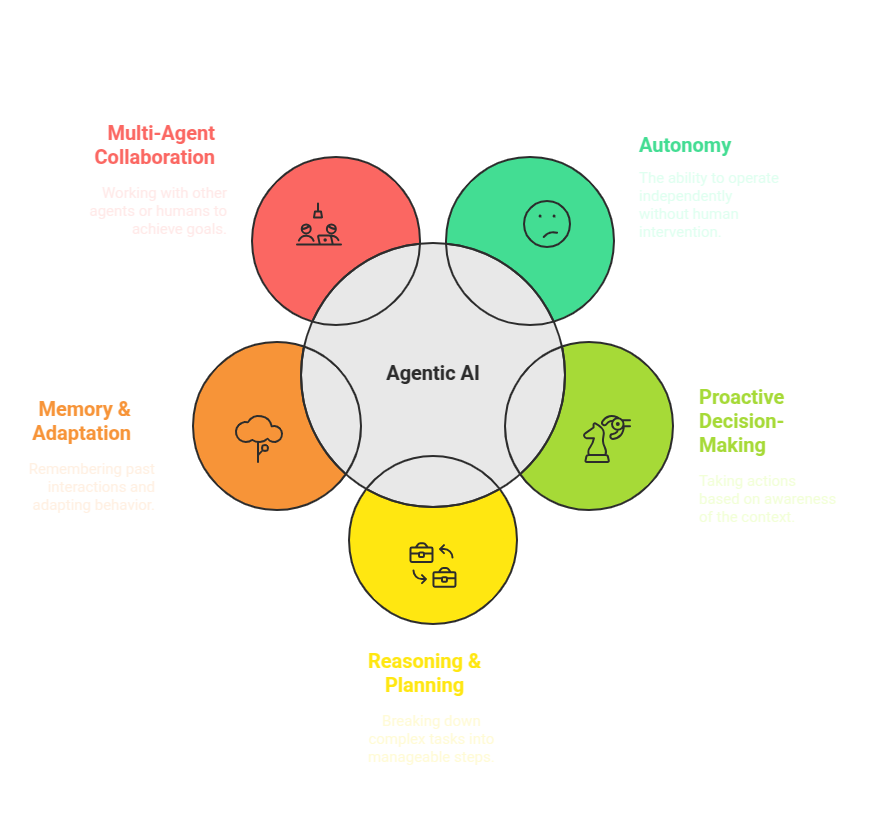 Multi-Agent
Collaboration
Working with other
agents or humans to
achieve goals.
Autonomy
The ability to operate
independently
without human
intervention.
Agentic AI
Memory &
Adaptation
Remembering past
interactions and
adapting behavior.
Proactive
Decision-
Making
Taking actions
based on awareness
of the context.
Reasoning &
Planning
Breaking down
complex tasks into
manageable steps.